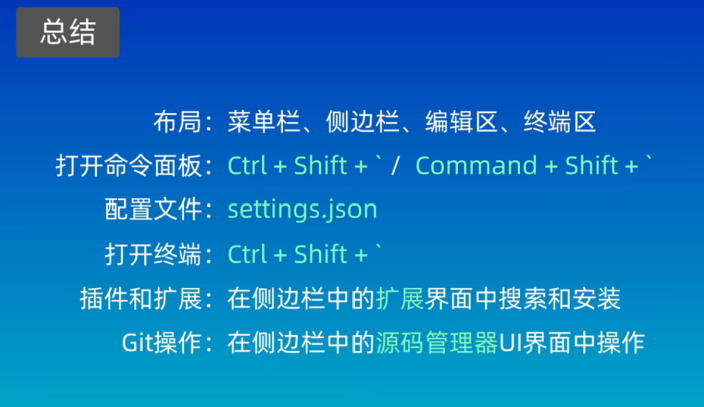 总结
布局：菜单栏、侧边栏、编辑区、终端区
打开命令面板：Ctrl + Shift + ` / Command + Shift + `
配置文件：settings.json
打开终端：Ctrl + Shift + `
插件和扩展：在侧边栏中的扩展界面中搜索和安装
Git操作：在侧边栏中的源码管理器UI界面中操作